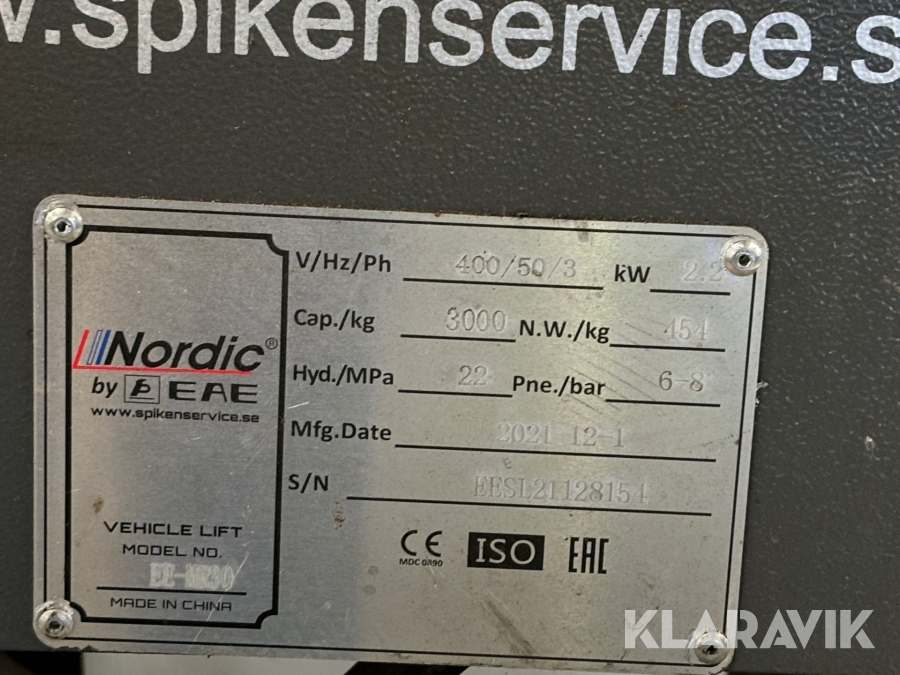 w.spikenservice.s
V/Hz/Ph 400/50/3 kW 2.2
Cap./kg 3000 N.W./kg 454
Hyd./MPa 22 Pne./bar 6-8
Mfg.Date 2021-12-1
S/N EESL21128154
Nordic®
by EAE
www.spikenservice.se
VEHICLE LIFT
MODEL NO.
MADE IN CHINA
CE ISO EAC
MDC 0890
KLARAVIK